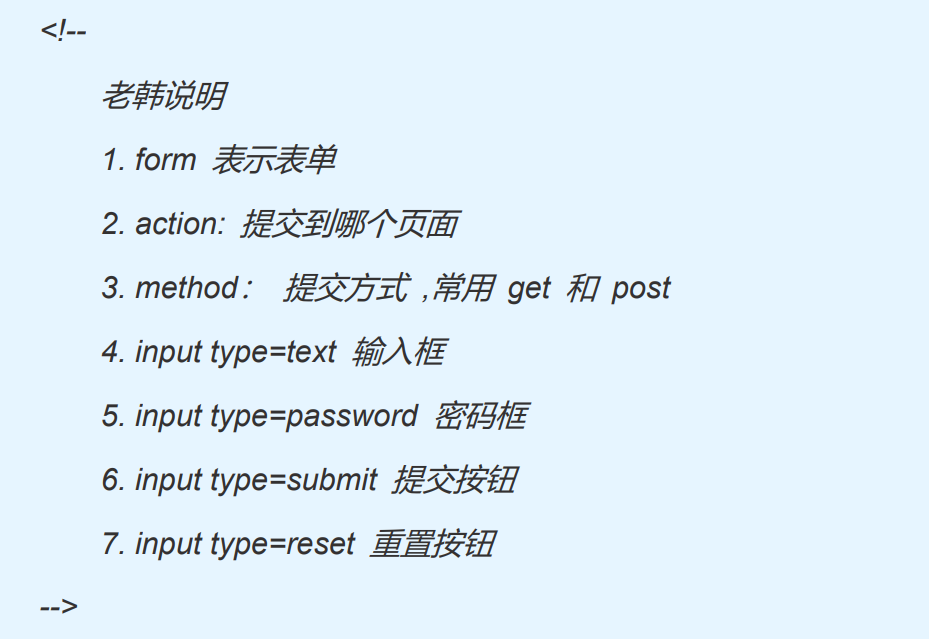 <!--
老韩说明
1. form 表示表单
2. action: 提交到哪个页面
3. method： 提交方式 ,常用 get 和 post
4. input type=text 输入框
5. input type=password 密码框
6. input type=submit 提交按钮
7. input type=reset 重置按钮
-->